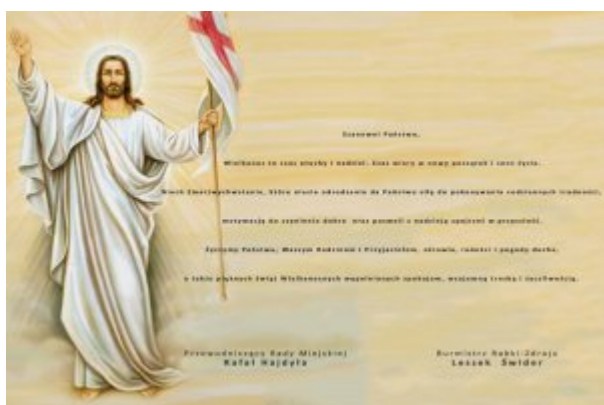 Szanowni Państwo,
Wielkanoc to czas otuchy i nadziei. Czas wiary w nowy początek i sens życia.
Niech Zmartwychwstanie, które niesie odrodzenie da Państwu siłę do pokonywania codziennych trudności,
motywację do czynienia dobra oraz pozwoli z nadzieją spojrzeć w przyszłość.
Życzymy Państwu, Waszym Rodzinom i Przyjaciołom, zdrowia, radości i pogody ducha,
a także pięknych Świąt Wielkanocnych wypełnionych spokojem, wzajemną troską i życzliwością.
Przewodniczący Rady Miejskiej
Rafał Hajdyła
Burmistrz Rabki-Zdroju
Leszek Świder